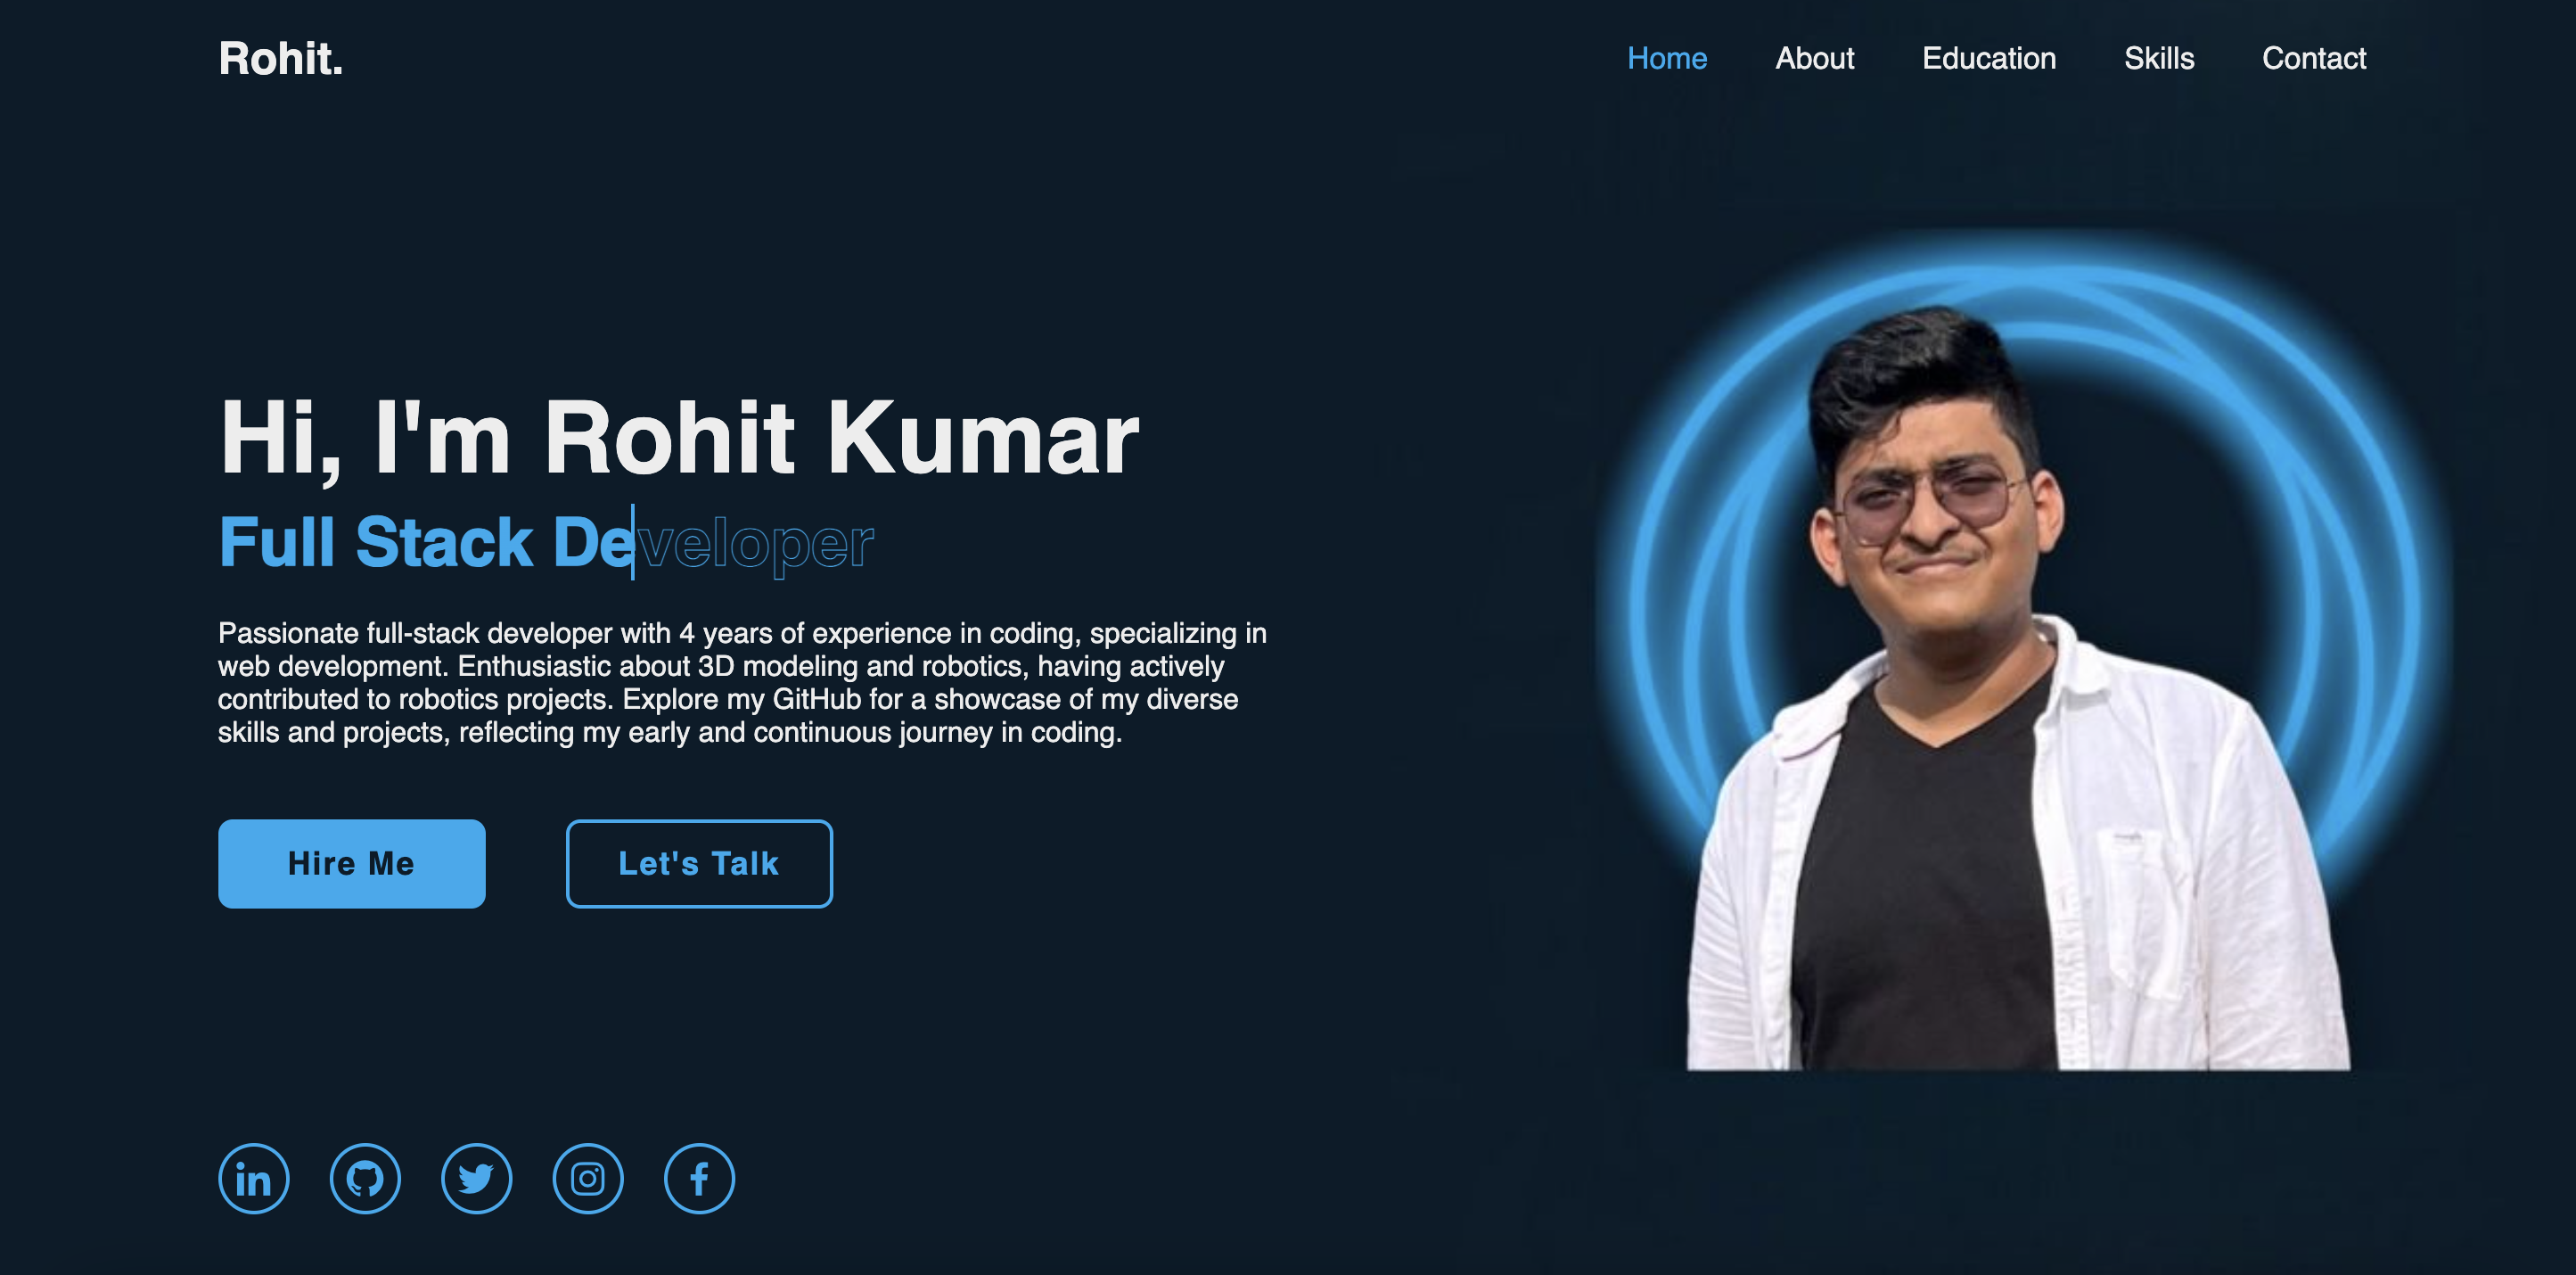 Rohit.
Home About Education Skills Contact
Hi, I'm Rohit Kumar
Full Stack Developer
Passionate full-stack developer with 4 years of experience in coding, specializing in
web development. Enthusiastic about 3D modeling and robotics, having actively
contributed to robotics projects. Explore my GitHub for a showcase of my diverse
skills and projects, reflecting my early and continuous journey in coding.
Hire Me
Let's Talk
in
f